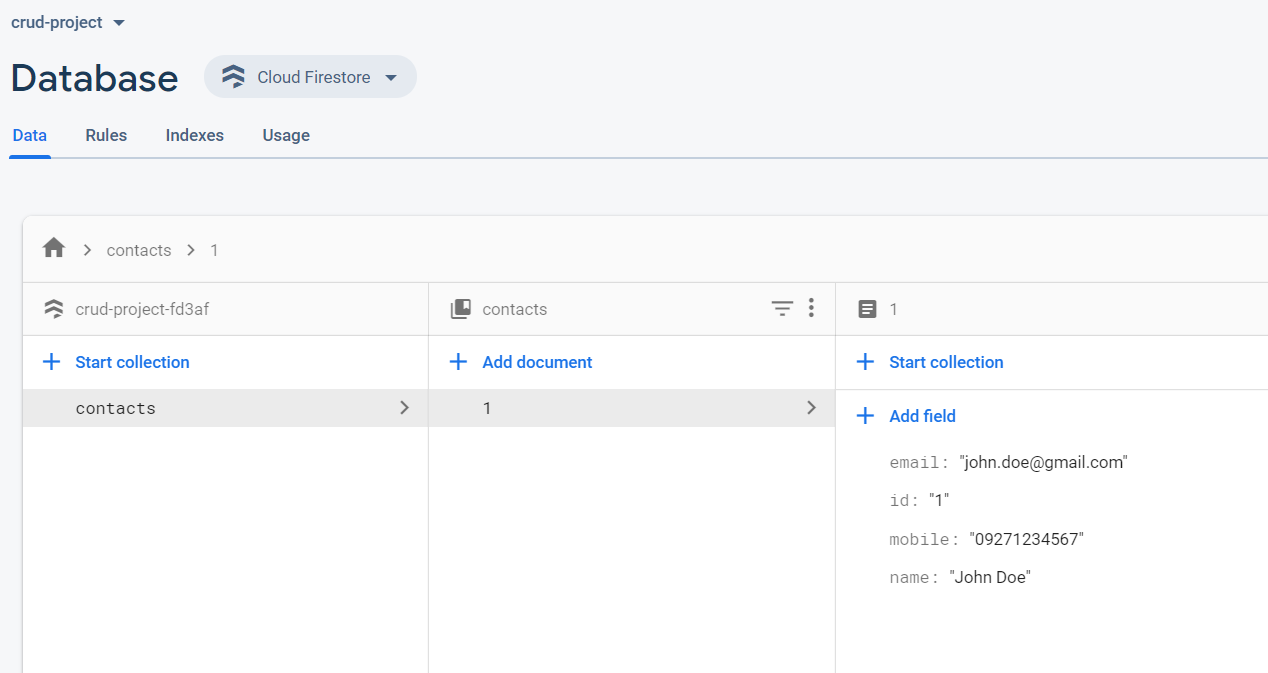 crud-project
Database
Cloud Firestore
Data Rules Indexes Usage
contacts 1
crud-project-fd3af
contacts
1
Start collection
Add document
Start collection
contacts
1
Add field
email: "john.doe@gmail.com"
id: "1"
mobile: "09271234567"
name: "John Doe"